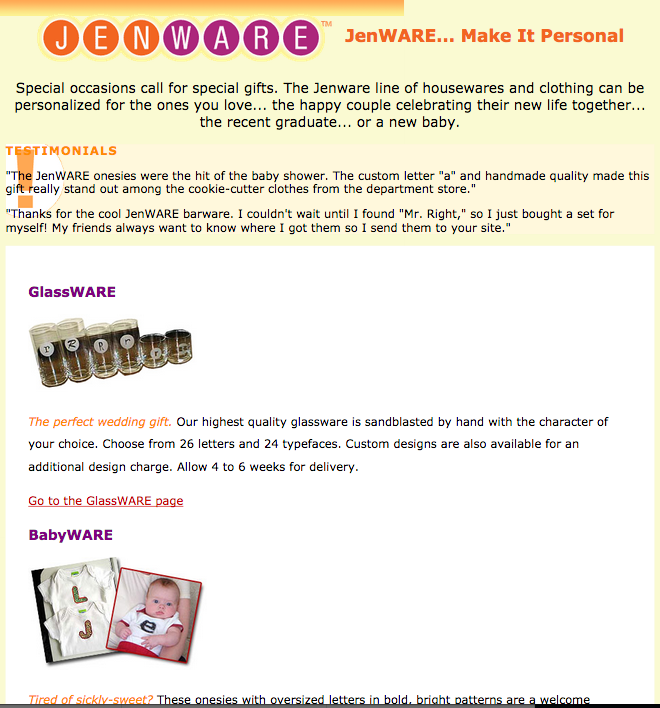 JENWARE™ JenWARE... Make It Personal
Special occasions call for special gifts. The Jenware line of housewares and clothing can be
personalized for the ones you love... the happy couple celebrating their new life together...
the recent graduate... or a new baby.
TESTIMONIALS
"The JenWARE onesies were the hit of the baby shower. The custom letter "a" and handmade quality made this
gift really stand out among the cookie-cutter clothes from the department store."
"Thanks for the cool JenWARE barware. I couldn't wait until I found "Mr. Right," so I just bought a set for
myself! My friends always want to know where I got them so I send them to your site."
GlassWARE
r R R r
The perfect wedding gift. Our highest quality glassware is sandblasted by hand with the character of
your choice. Choose from 26 letters and 24 typefaces. Custom designs are also available for an
additional design charge. Allow 4 to 6 weeks for delivery.
Go to the GlassWARE page
BabyWARE
L
J
e
Tired of sickly-sweet? These onesies with oversized letters in bold, bright patterns are a welcome